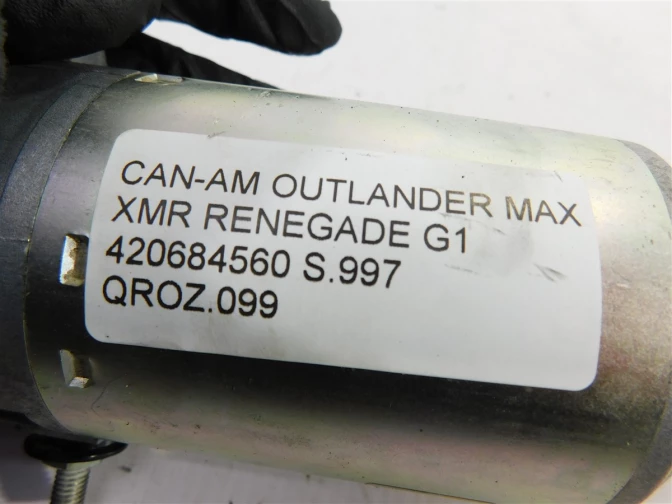 CAN-AM OUTLANDER MAX
XMR RENEGADE G1
420684560 S.997
QROZ.099